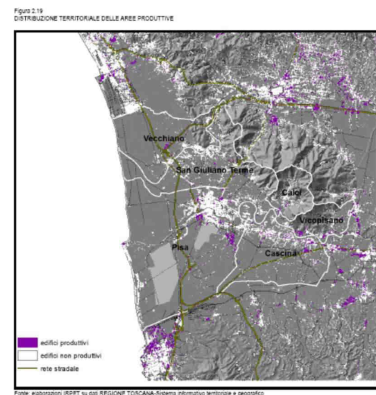 Figura 2.19
DISTRIBUZIONE TERRITORIALE DELLE AREE PRODUTTIVE
Vecchiano
San Giuliano Terme
Calci
Vicopisano
Pisa
Cascina
edifici produttivi
edifici non produttivi
rete stradale
Fonte: elaborazioni IRPET su dati REGIONE TOSCANA-Sistema informativo territoriale e geografico